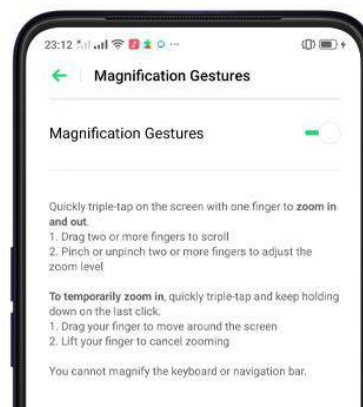 23:12
Magnification Gestures
Magnification Gestures
Quickly triple-tap on the screen with one finger to zoom in
and out.
1. Drag two or more fingers to scroll
2. Pinch or unpinch two or more fingers to adjust the
zoom level
To temporarily zoom in, quickly triple-tap and keep holding
down on the last click.
1. Drag your finger to move around the screen
2. Lift your finger to cancel zooming
You cannot magnify the keyboard or navigation bar.